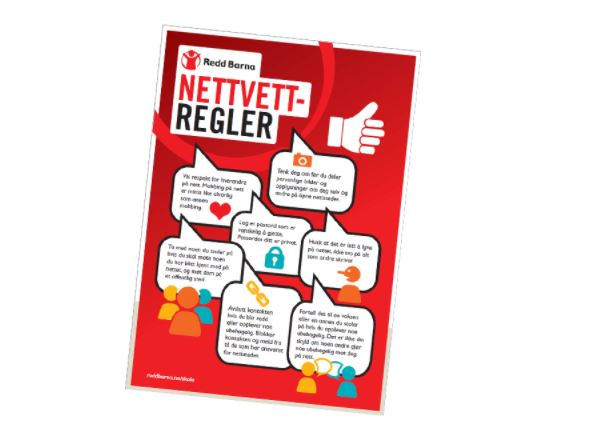 Redd Barna
NETTVETT-
REGLER
Vis respekt for hverandre
på nett. Mobbing på nett
er minst like alvorlig
som annen
mobbing.
Tenk deg om før du deler
personlige bilder og
opplysninger om deg selv og
andre på åpne nettsteder.
Lag et passord som er
vanskelig å gjette.
Passordet ditt er privat.
Husk at det er lett å lyve
på nettet, ikke tro på alt
som andre skriver.
Ta med noen du stoler på
hvis du skal møte noen
du har blitt kjent med på
nettet, og møt dem på
et offentlig sted.
Avslutt kontakten
hvis du blir redd
eller opplever noe
ubehagelig. Blokker
kontakten og meld fra
til de som har ansvaret
for nettstedet.
Fortell det til en voksen
eller en annen du stoler
på hvis du opplever noe
ubehagelig. Det er ikke din
skyld om noen andre gjør
noe ubehagelig mot deg
på nett.
reddbarna.no/skole